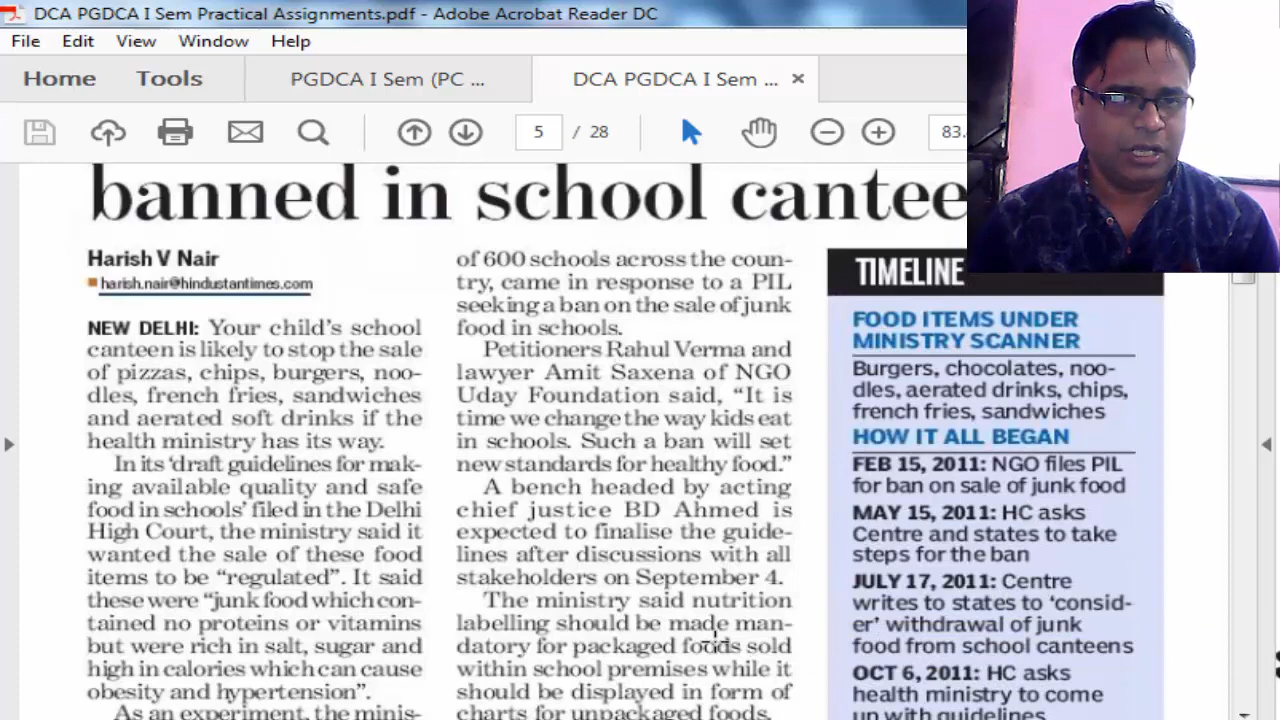 DCA PGDCA I Sem Practical Assignments.pdf - Adobe Acrobat Reader DC
File Edit View Window Help
Home Tools PGDCA I Sem (PC ... DCA PGDCA I Sem ... ×
5 / 28 83.
banned in school cantee
Harish V Nair
harish.nair@hindustantimes.com
NEW DELHI: Your child's school
canteen is likely to stop the sale
of pizzas, chips, burgers, noo-
dles, french fries, sandwiches
and aerated soft drinks if the
health ministry has its way.
In its 'draft guidelines for mak-
ing available quality and safe
food in schools' filed in the Delhi
High Court, the ministry said it
wanted the sale of these food
items to be "regulated". It said
these were "junk food which con-
tained no proteins or vitamins
but were rich in salt, sugar and
high in calories which can cause
obesity and hypertension".
As an experiment, the minis-
of 600 schools across the coun-
try, came in response to a PIL
seeking a ban on the sale of junk
food in schools.
Petitioners Rahul Verma and
lawyer Amit Saxena of NGO
Uday Foundation said, "It is
time we change the way kids eat
in schools. Such a ban will set
new standards for healthy food."
A bench headed by acting
chief justice BD Ahmed is
expected to finalise the guide-
lines after discussions with all
stakeholders on September 4.
The ministry said nutrition
labelling should be made man-
datory for packaged foods sold
within school premises while it
should be displayed in form of
charts for unpackaged foods.
TIMELINE
FOOD ITEMS UNDER
MINISTRY SCANNER
Burgers, chocolates, noo-
dles, aerated drinks, chips,
french fries, sandwiches
HOW IT ALL BEGAN
FEB 15, 2011: NGO files PIL
for ban on sale of junk food
MAY 15, 2011: HC asks
Centre and states to take
steps for the ban
JULY 17, 2011: Centre
writes to states to 'consid-
er' withdrawal of junk
food from school canteens
OCT 6, 2011: HC asks
health ministry to come
up with guidelines